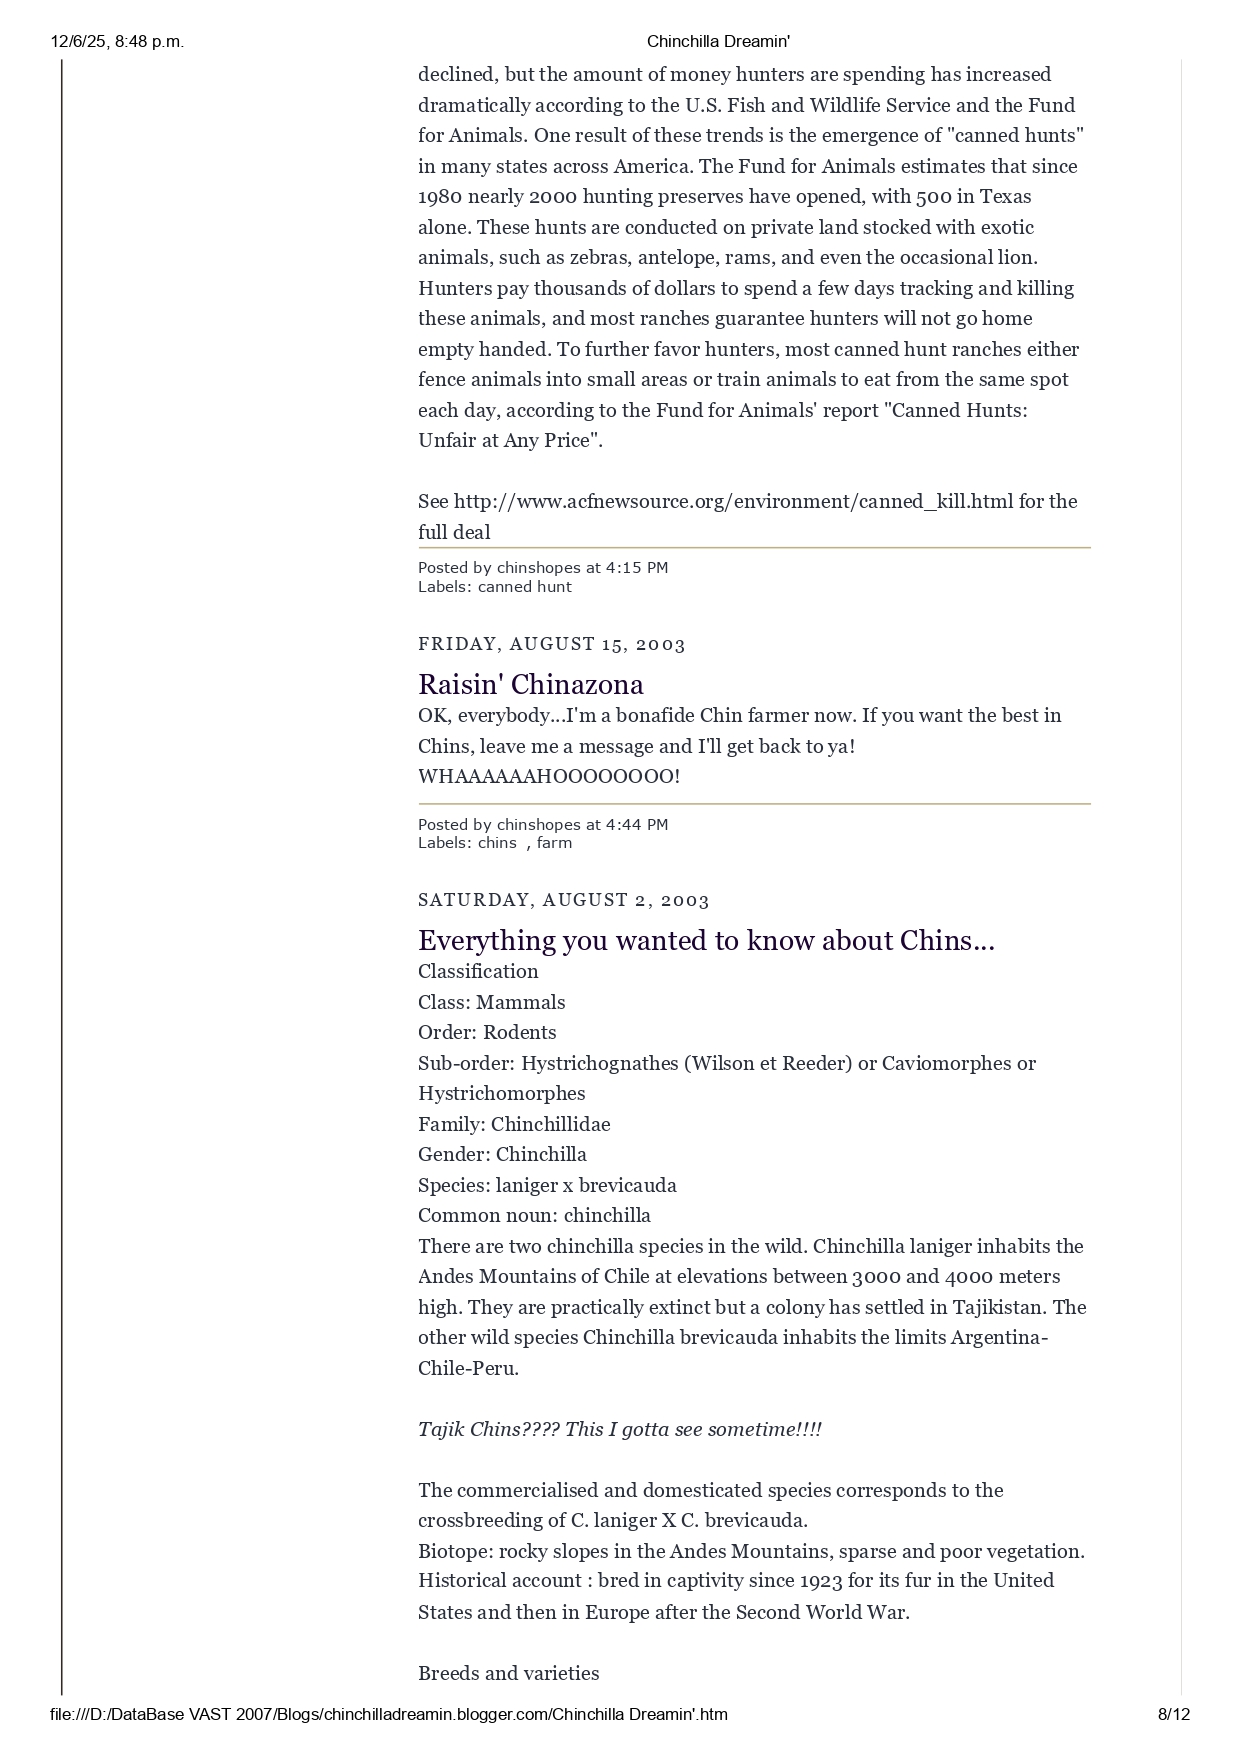 12/6/25, 8:48 p.m.
Chinchilla Dreamin'
declined, but the amount of money hunters are spending has increased
dramatically according to the U.S. Fish and Wildlife Service and the Fund
for Animals. One result of these trends is the emergence of "canned hunts"
in many states across America. The Fund for Animals estimates that since
1980 nearly 2000 hunting preserves have opened, with 500 in Texas
alone. These hunts are conducted on private land stocked with exotic
animals, such as zebras, antelope, rams, and even the occasional lion.
Hunters pay thousands of dollars to spend a few days tracking and killing
these animals, and most ranches guarantee hunters will not go home
empty handed. To further favor hunters, most canned hunt ranches either
fence animals into small areas or train animals to eat from the same spot
each day, according to the Fund for Animals' report "Canned Hunts:
Unfair at Any Price".
See http://www.acfnewsource.org/environment/canned_kill.html for the
full deal
Posted by chinshopes at 4:15 PM
Labels: canned hunt
FRIDAY, AUGUST 15, 2003
Raisin' Chinazona
OK, everybody...I'm a bonafide Chin farmer now. If you want the best in
Chins, leave me a message and I'll get back to ya!
WHAAAAAAHOOOOOOOO!
Posted by chinshopes at 4:44 PM
Labels: chins , farm
SATURDAY, AUGUST 2, 2003
Everything you wanted to know about Chins...
Classification
Class: Mammals
Order: Rodents
Sub-order: Hystrichognathes (Wilson et Reeder) or Caviomorphes or
Hystrichomorphes
Family: Chinchillidae
Gender: Chinchilla
Species: laniger x brevicauda
Common noun: chinchilla
There are two chinchilla species in the wild. Chinchilla laniger inhabits the
Andes Mountains of Chile at elevations between 3000 and 4000 meters
high. They are practically extinct but a colony has settled in Tajikistan. The
other wild species Chinchilla brevicauda inhabits the limits Argentina-
Chile-Peru.
Tajik Chins???? This I gotta see sometime!!!!
The commercialised and domesticated species corresponds to the
crossbreeding of C. laniger X C. brevicauda.
Biotope: rocky slopes in the Andes Mountains, sparse and poor vegetation.
Historical account : bred in captivity since 1923 for its fur in the United
States and then in Europe after the Second World War.
Breeds and varieties
file:///D:/DataBase VAST 2007/Blogs/chinchilladreamin.blogger.com/Chinchilla Dreamin'.htm
8/12